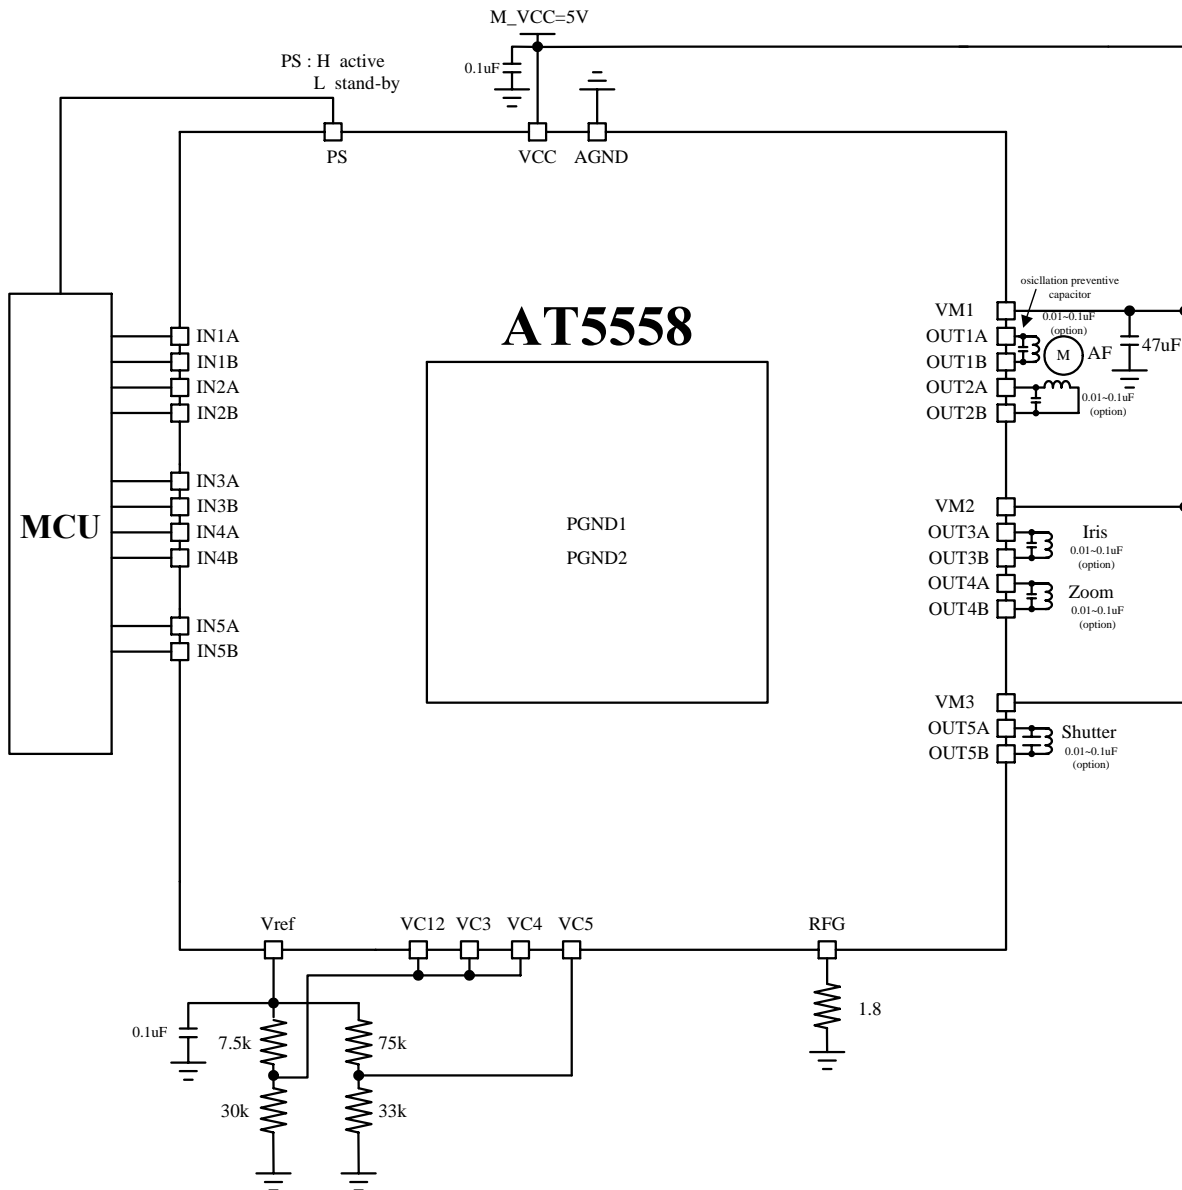 M_VCC=5V
PS : H active
L stand-by
0.1uF
PS
VCC
AGND
AT5558
MCU
IN1A
IN1B
IN2A
IN2B
IN3A
IN3B
IN4A
IN4B
IN5A
IN5B
PGND1
PGND2
osicllation preventive
capacitor
VM1
0.01~0.1uF
(option)
OUT1A
OUT1B
M
AF
47uF
OUT2A
OUT2B
0.01~0.1uF
(option)
VM2
OUT3A
OUT3B
Iris
0.01~0.1uF
(option)
OUT4A
OUT4B
Zoom
0.01~0.1uF
(option)
VM3
OUT5A
OUT5B
Shutter
0.01~0.1uF
(option)
Vref
VC12
VC3
VC4
VC5
RFG
0.1uF
7.5k
75k
1.8
30k
33k